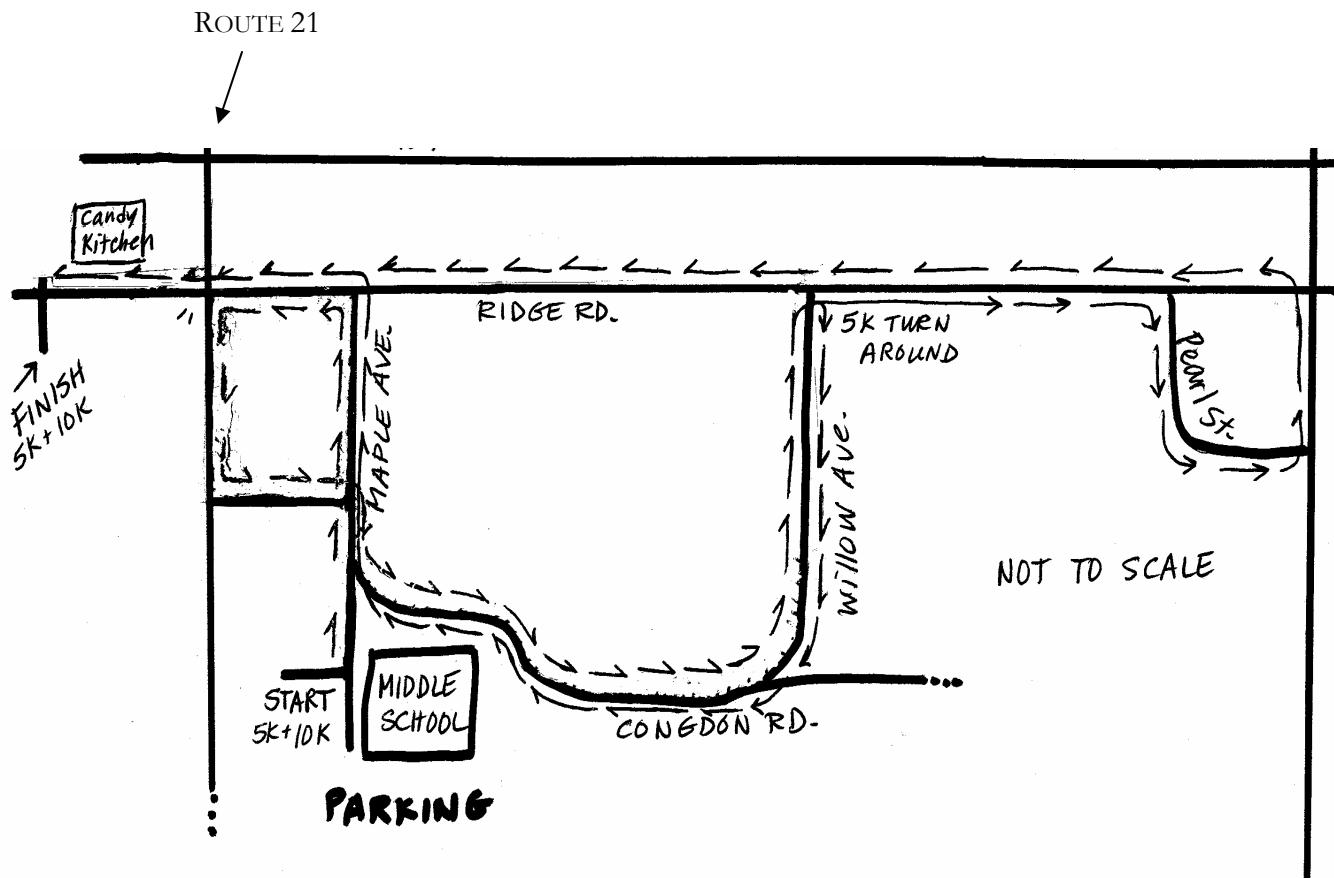 ROUTE 21
Candy
Kitchen
RIDGE RD.
5K TURN
AROUND
Pearl St.
FINISH
5K+10K
MAPLE AVE.
WillOW AVe.
NOT TO SCALE
START
5K+10K
MIDDLE
SCHOOL
CONGDON RD.
PARKING